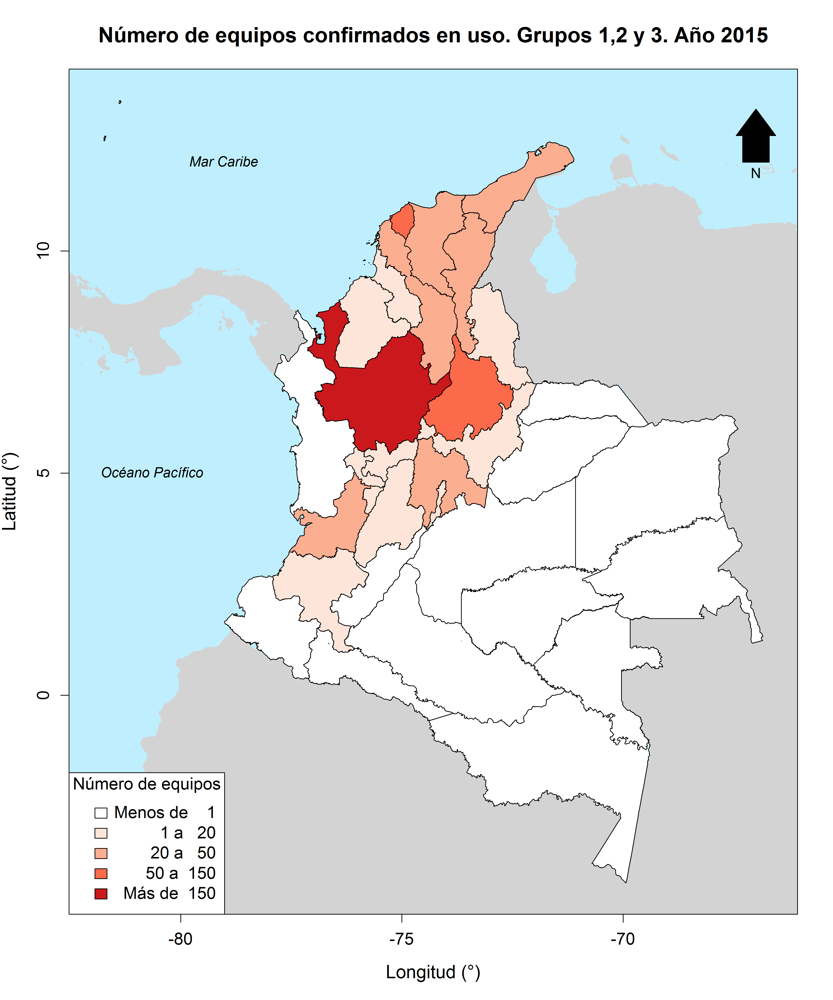 Número de equipos confirmados en uso. Grupos 1,2 y 3. Año 2015
Mar Caribe
N
10
Océano Pacífico
5
Latitud (°)
0
Número de equipos
Menos de 1
1 a 20
20 a 50
50 a 150
Más de 150
-80
-75
-70
Longitud (°)